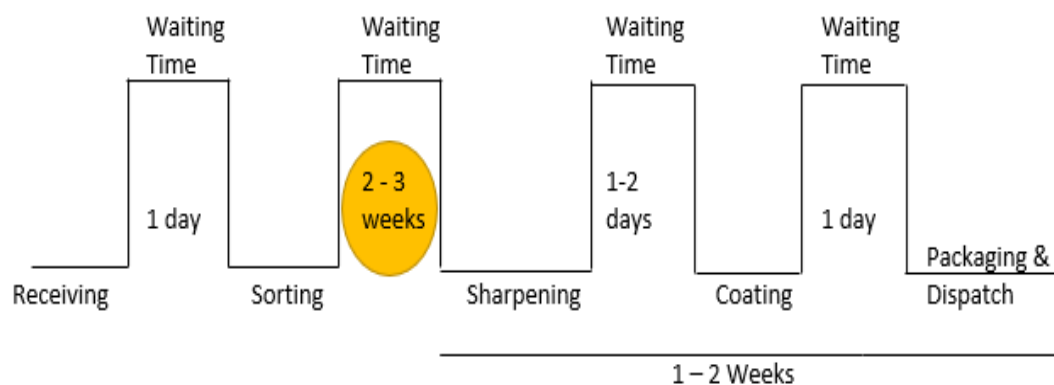 Waiting
Time
Waiting
Time
Waiting
Time
Waiting
Time
1 day
2 - 3
weeks
1-2
days
1 day
Receiving
Sorting
Sharpening
Coating
Packaging &
Dispatch
1 – 2 Weeks